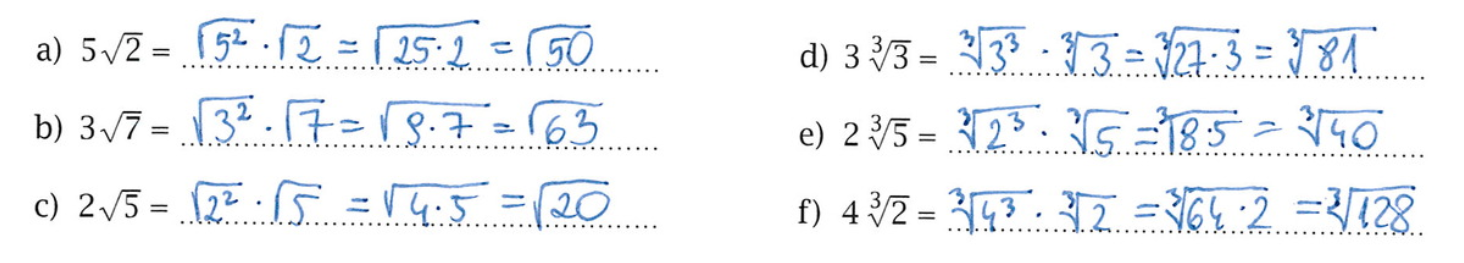 a) 5√2 = √5² · √2 = √25·2 = √50
b) 3√7 = √3² · √7 = √9·7 = √63
c) 2√5 = √2² · √5 = √4·5 = √20
d) 3 ∛3 = ∛3³ · ∛3 = ∛27·3 = ∛81
e) 2 ∛5 = ∛2³ · ∛5 = ∛8·5 = ∛40
f) 4 ∛2 = ∛4³ · ∛2 = ∛64·2 = ∛128